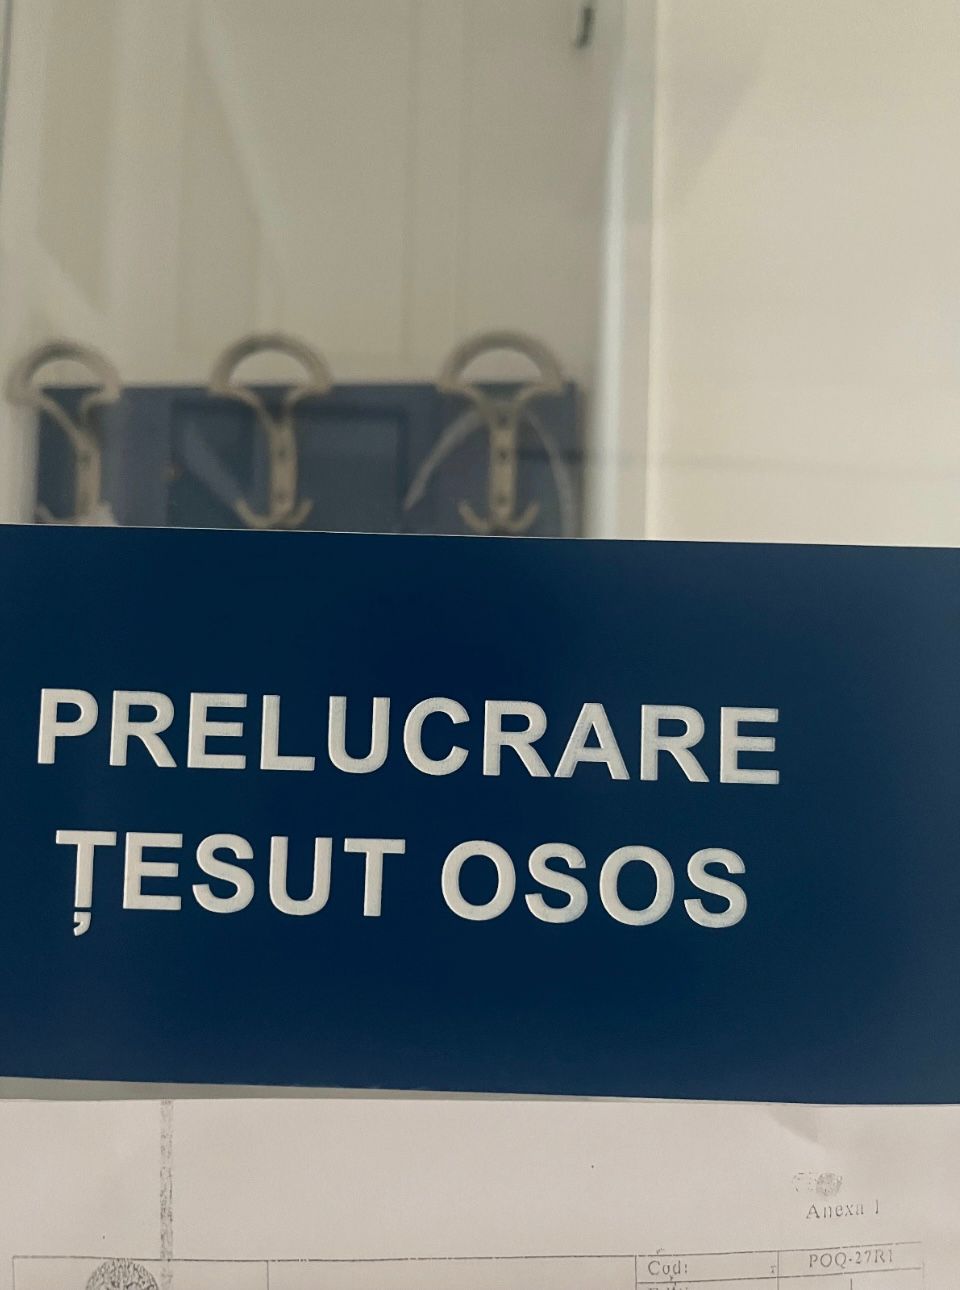 PRELUCRARE
ȚESUT OSOS
Anexa 1
Cod:
POQ-27R1